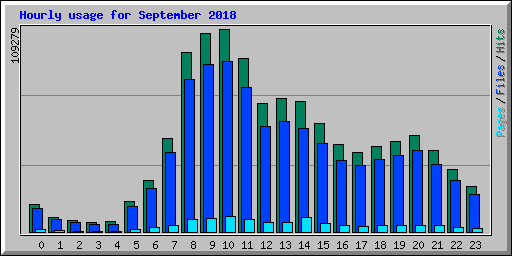 Hourly usage for September 2018
109279
Pages/Files/Hits
0 1 2 3 4 5 6 7 8 9 10 11 12 13 14 15 16 17 18 19 20 21 22 23